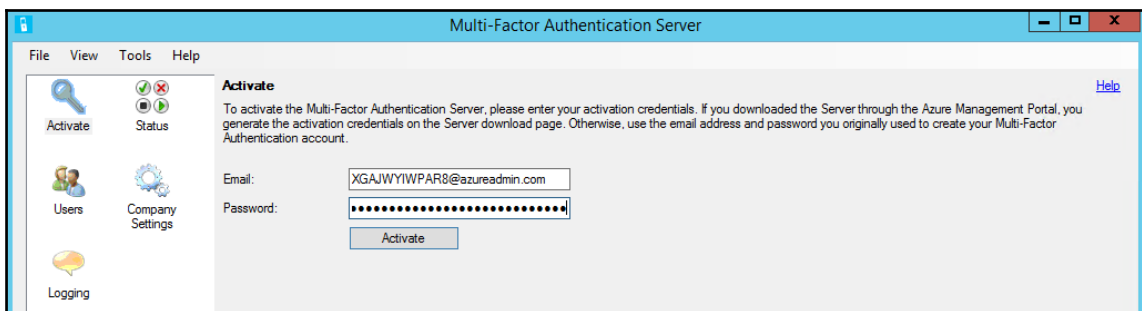 Multi-Factor Authentication Server
File View Tools Help
Activate
Status
Users
Company
Settings
Logging
Activate
Help
To activate the Multi-Factor Authentication Server, please enter your activation credentials. If you downloaded the Server through the Azure Management Portal, you
generate the activation credentials on the Server download page. Otherwise, use the email address and password you originally used to create your Multi-Factor
Authentication account.
Email: XGAJWYIWPAR8@azureadmin.com
Password: ••••••••••••••••••••••••••••
Activate